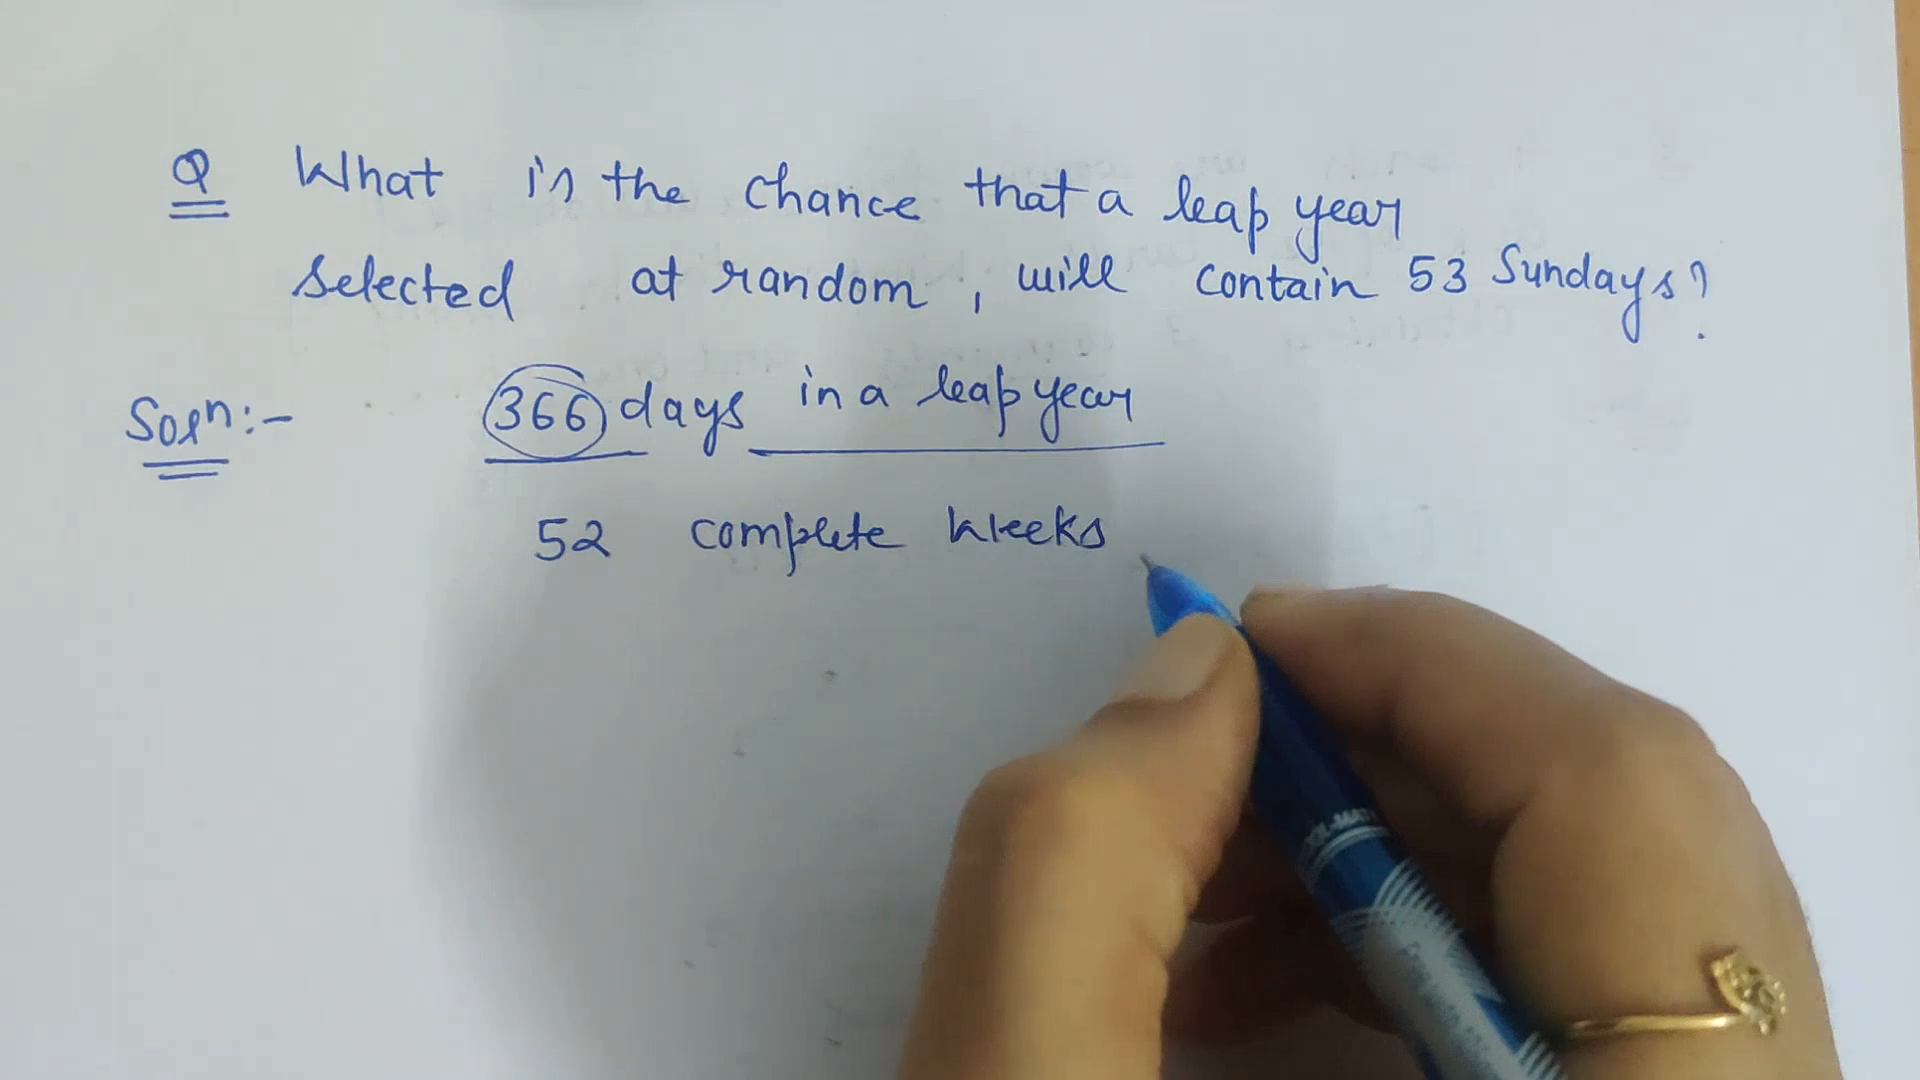 Q What is the chance that a leap year
selected at random, will contain 53 Sundays?
Soln:- 366 days in a leap year
52 complete weeks